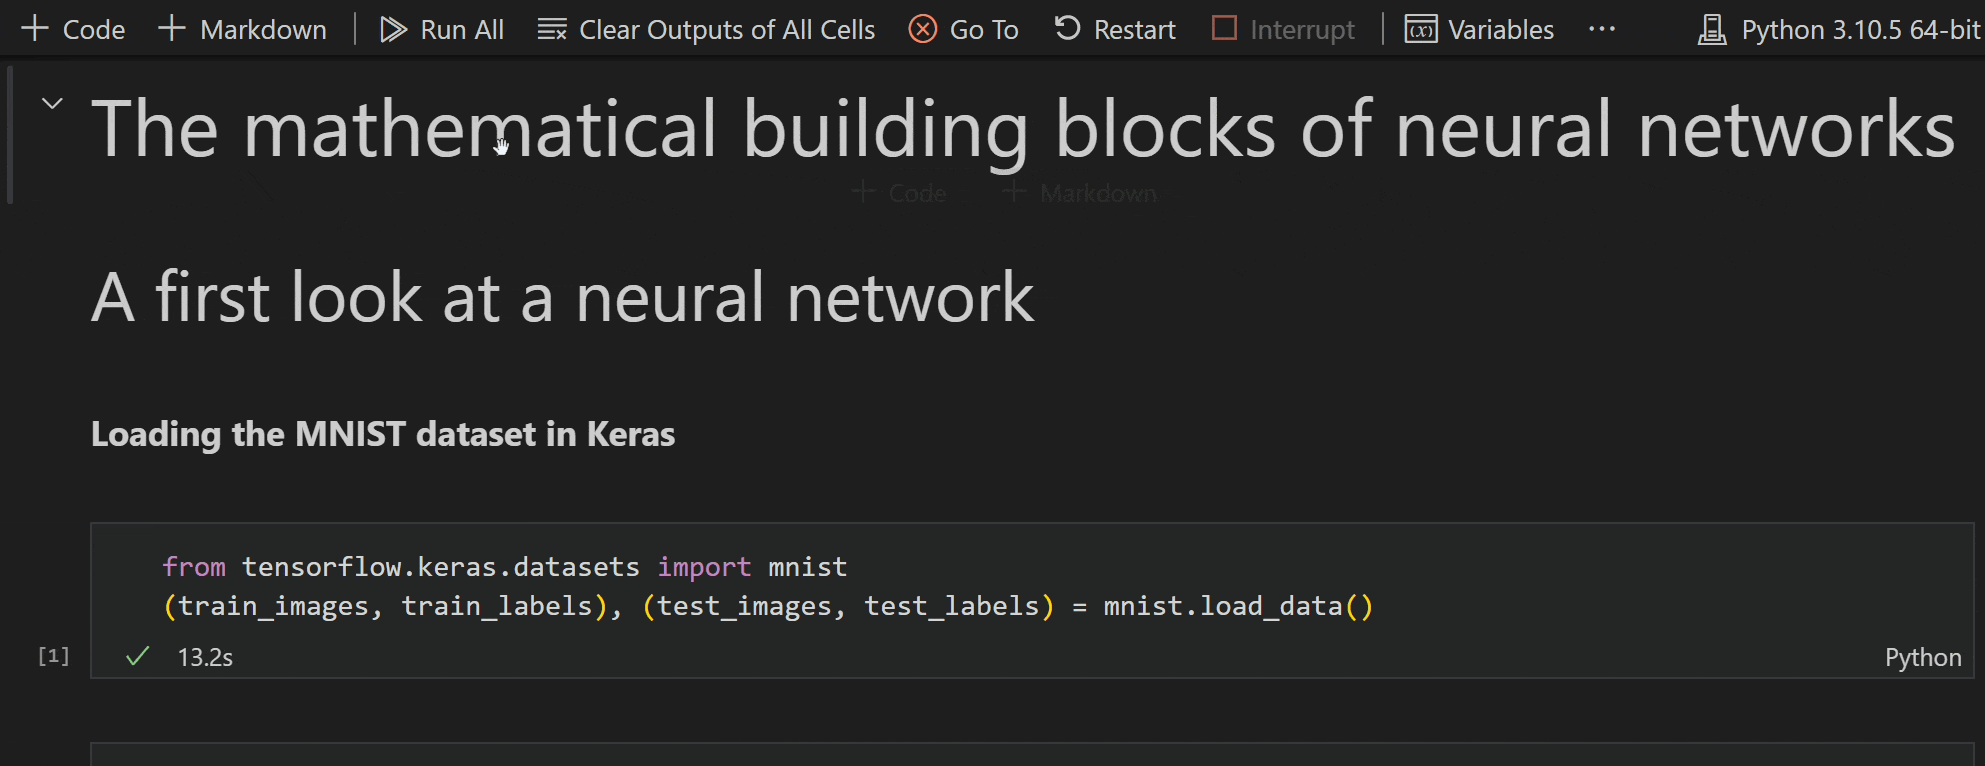 Code Markdown Run All Clear Outputs of All Cells Go To Restart Interrupt Variables ... Python 3.10.5 64-bit
The mathematical building blocks of neural networks
Code Markdown
A first look at a neural network
Loading the MNIST dataset in Keras
from tensorflow.keras.datasets import mnist
(train_images, train_labels), (test_images, test_labels) = mnist.load_data()
[1] 13.2s Python